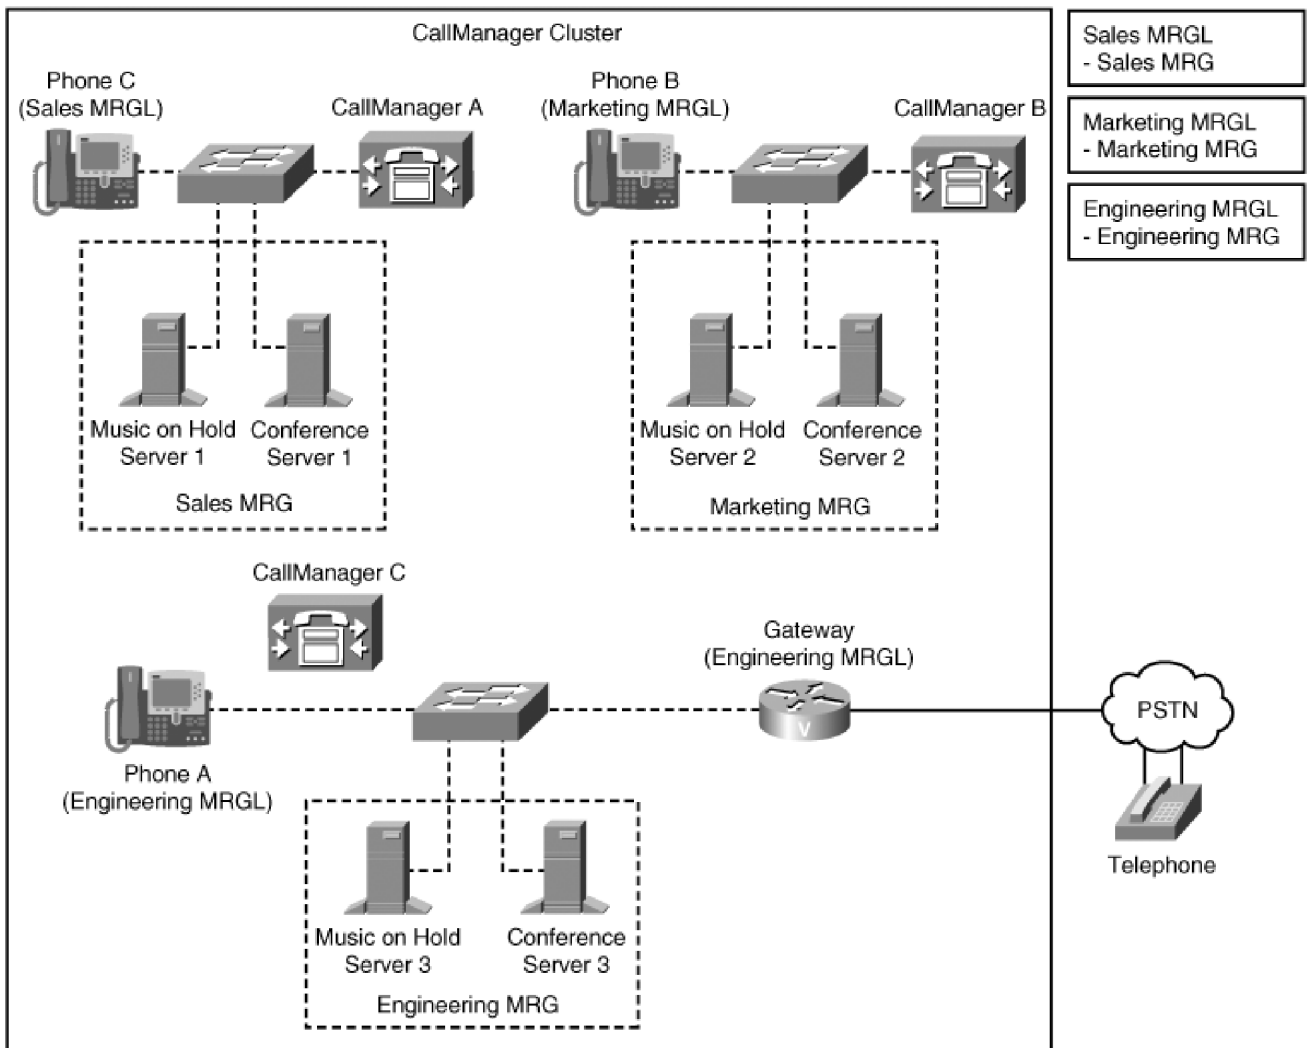 CallManager Cluster
Phone C
(Sales MRGL)
CallManager A
Phone B
(Marketing MRGL)
CallManager B
Music on Hold
Server 1
Conference
Server 1
Sales MRG
Music on Hold
Server 2
Conference
Server 2
Marketing MRG
CallManager C
Gateway
(Engineering MRGL)
V
Phone A
(Engineering MRGL)
Music on Hold
Server 3
Conference
Server 3
Engineering MRG
Sales MRGL
- Sales MRG
Marketing MRGL
- Marketing MRG
Engineering MRGL
- Engineering MRG
PSTN
Telephone